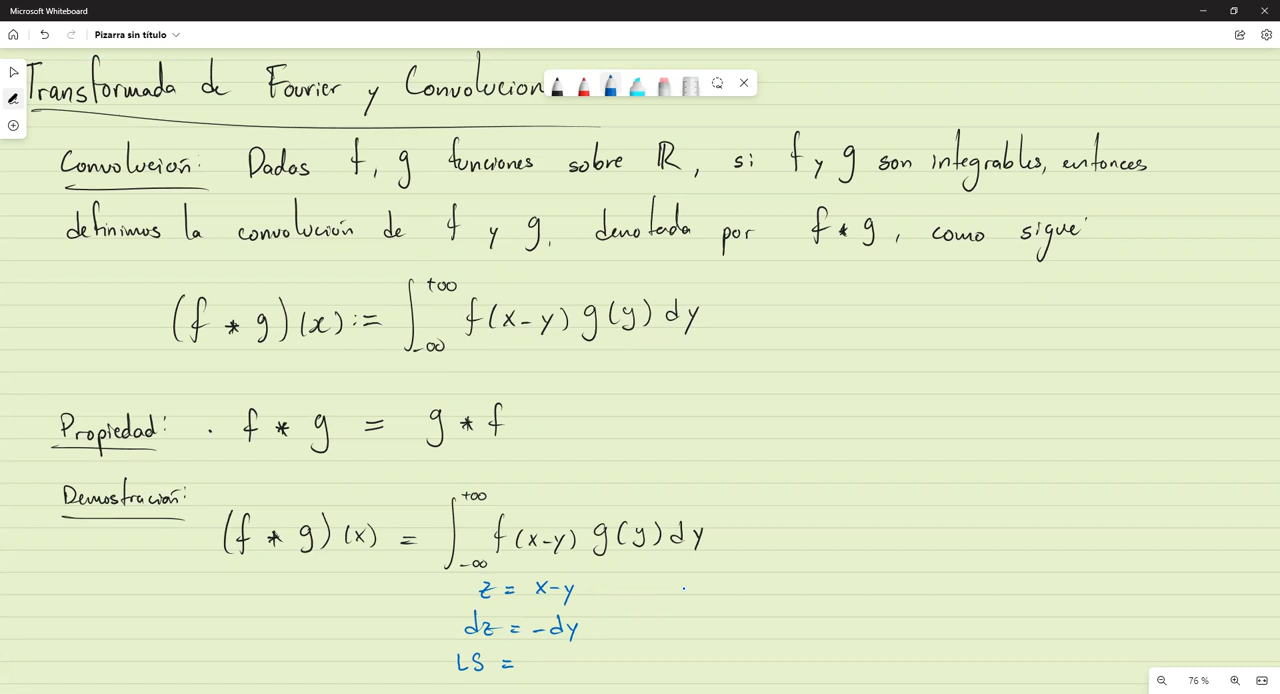 Microsoft Whiteboard
Pizarra sin título
Transformada de Fourier y Convolucion
Convolución: Dadas f, g funciones sobre ℝ, si f y g son integrables, entonces
definimos la convolución de f y g, denotada por f * g, como sigue:
(f * g)(x) := ∫_{-∞}^{+∞} f(x-y) g(y) dy
Propiedad: . f * g = g * f
Demostración:
(f * g)(x) = ∫_{-∞}^{+∞} f(x-y) g(y) dy
z = x-y
dz = -dy
LS =
76 %